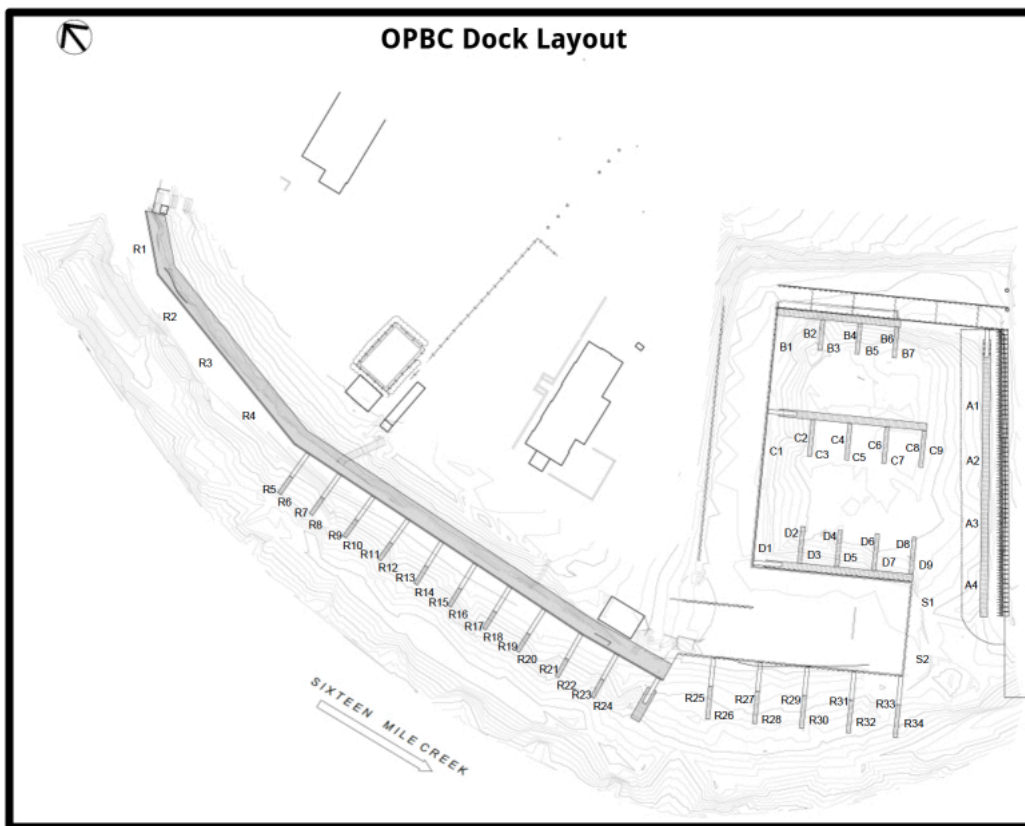 OPBC Dock Layout
R1
R2
R3
R4
R5
R6
R7
R8
R9
R10
R11
R12
R13
R14
R15
R16
R17
R18
R19
R20
R21
R22
R23
R24
SIXTEEN MILE CREEK
R25
R26
R27
R28
R29
R30
R31
R32
R33
R34
B1
B2
B3
B4
B5
B6
B7
C1
C2
C3
C4
C5
C6
C7
C8
C9
D1
D2
D3
D4
D5
D6
D7
D8
D9
S1
S2
A1
A2
A3
A4